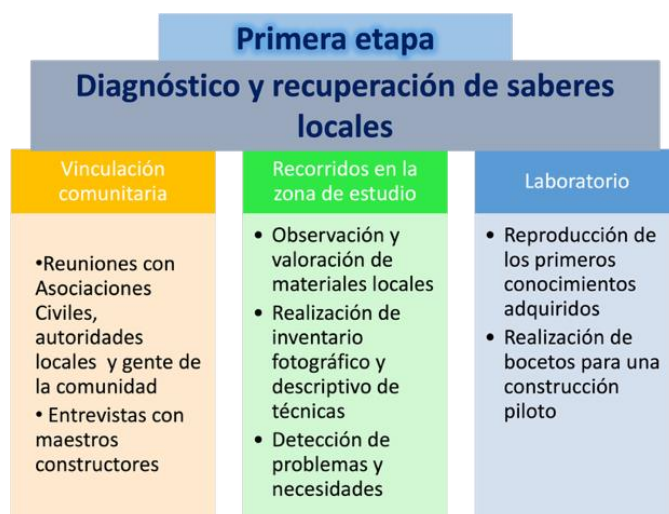 Primera etapa
Diagnóstico y recuperación de saberes
locales
Vinculación
comunitaria
•Reuniones con
Asociaciones
Civiles,
autoridades
locales y gente de
la comunidad
• Entrevistas con
maestros
constructores
Recorridos en la
zona de estudio
• Observación y
valoración de
materiales locales
• Realización de
inventario
fotográfico y
descriptivo de
técnicas
• Detección de
problemas y
necesidades
Laboratorio
• Reproducción de
los primeros
conocimientos
adquiridos
• Realización de
bocetos para una
construcción
piloto